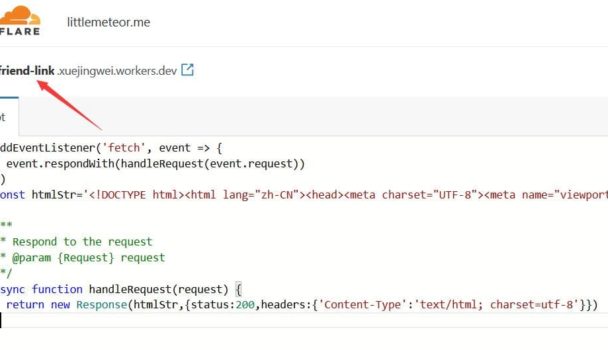 FLARE
littlemeteor.me
friend-link .xuejingwei.workers.dev
pt
ddEventListener('fetch', event => {
event.respondWith(handleRequest(event.request))
)
onst htmlStr='<!DOCTYPE html><html lang="zh-CN"><head><meta charset="UTF-8"><meta name="viewport
**
* Respond to the request
* @param {Request} request
*/
sync function handleRequest(request) {
return new Response(htmlStr,{status:200,headers:{'Content-Type':'text/html; charset=utf-8'}})